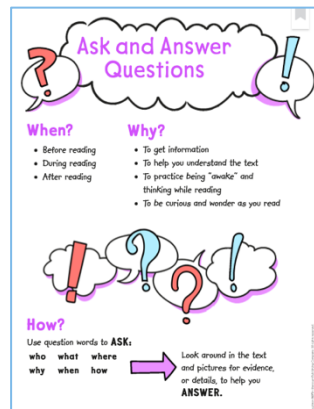 Ask and Answer
Questions
When?
• Before reading
• During reading
• After reading
Why?
• To get information
• To help you understand the text
• To practice being "awake" and
thinking while reading
• To be curious and wonder as you read
How?
Use question words to ASK:
who what where
why when how
Look around in the text
and pictures for evidence,
or details, to help you
ANSWER.